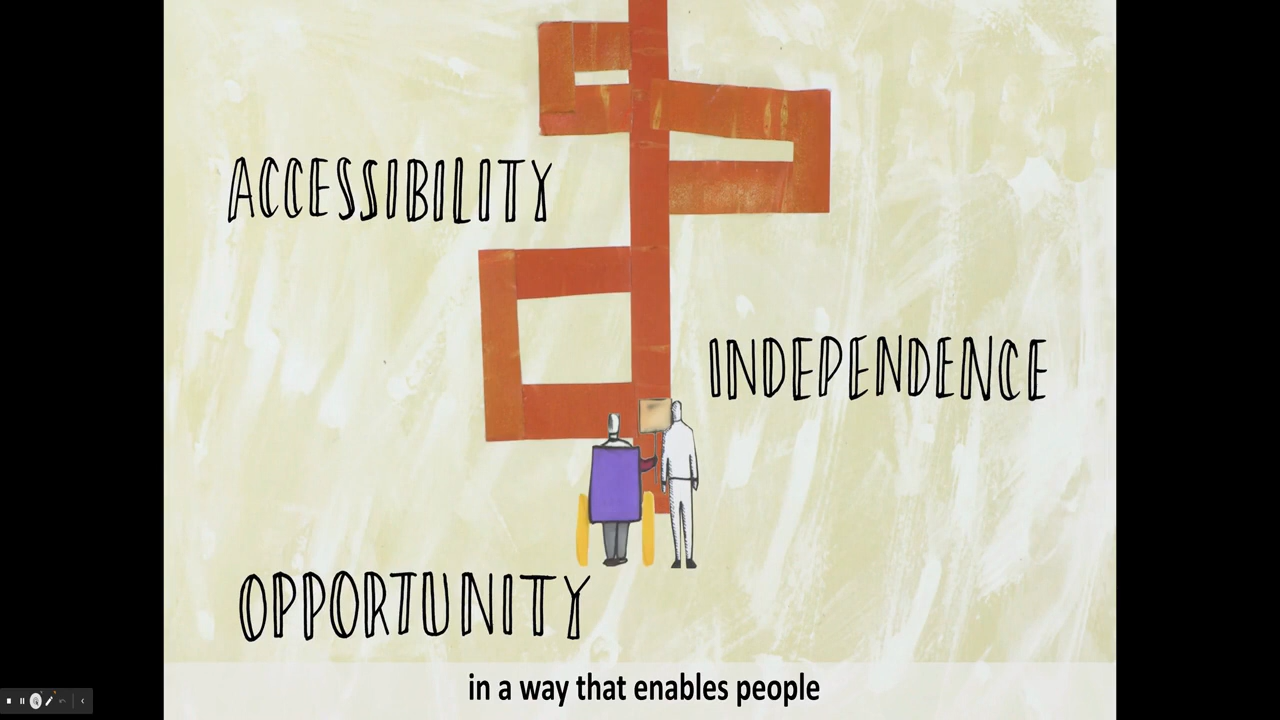 ACCESSIBILITY
INDEPENDENCE
OPPORTUNITY
in a way that enables people